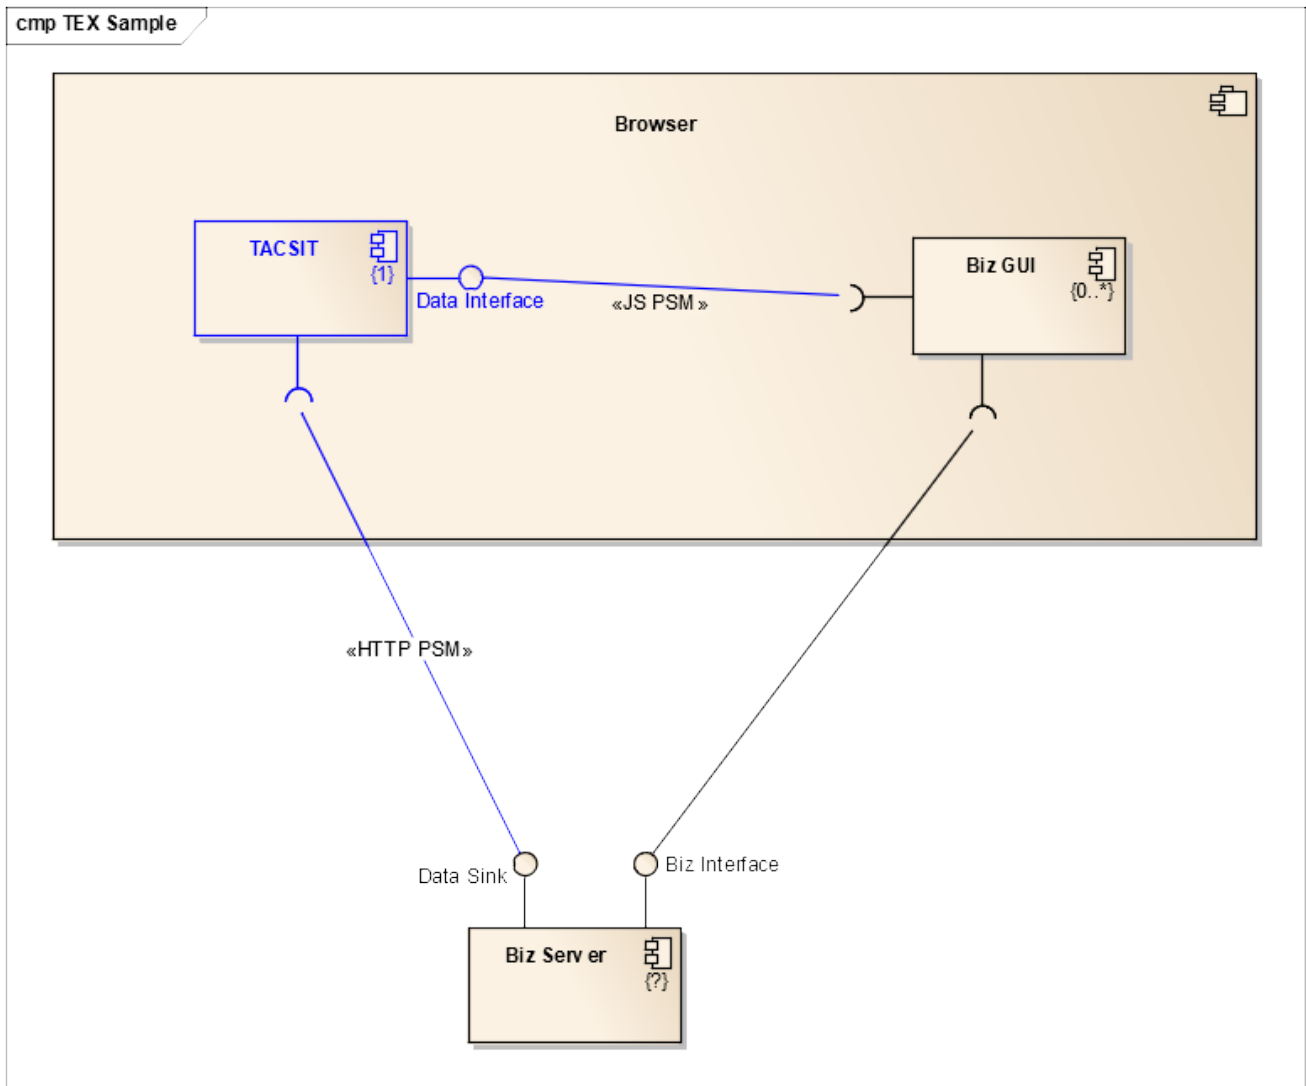 cmp TEX Sample
Browser
TACSIT
{1}
Data Interface
«JS PSM»
Biz GUI
{0..*}
«HTTP PSM»
Data Sink
Biz Interface
Biz Server
{?}